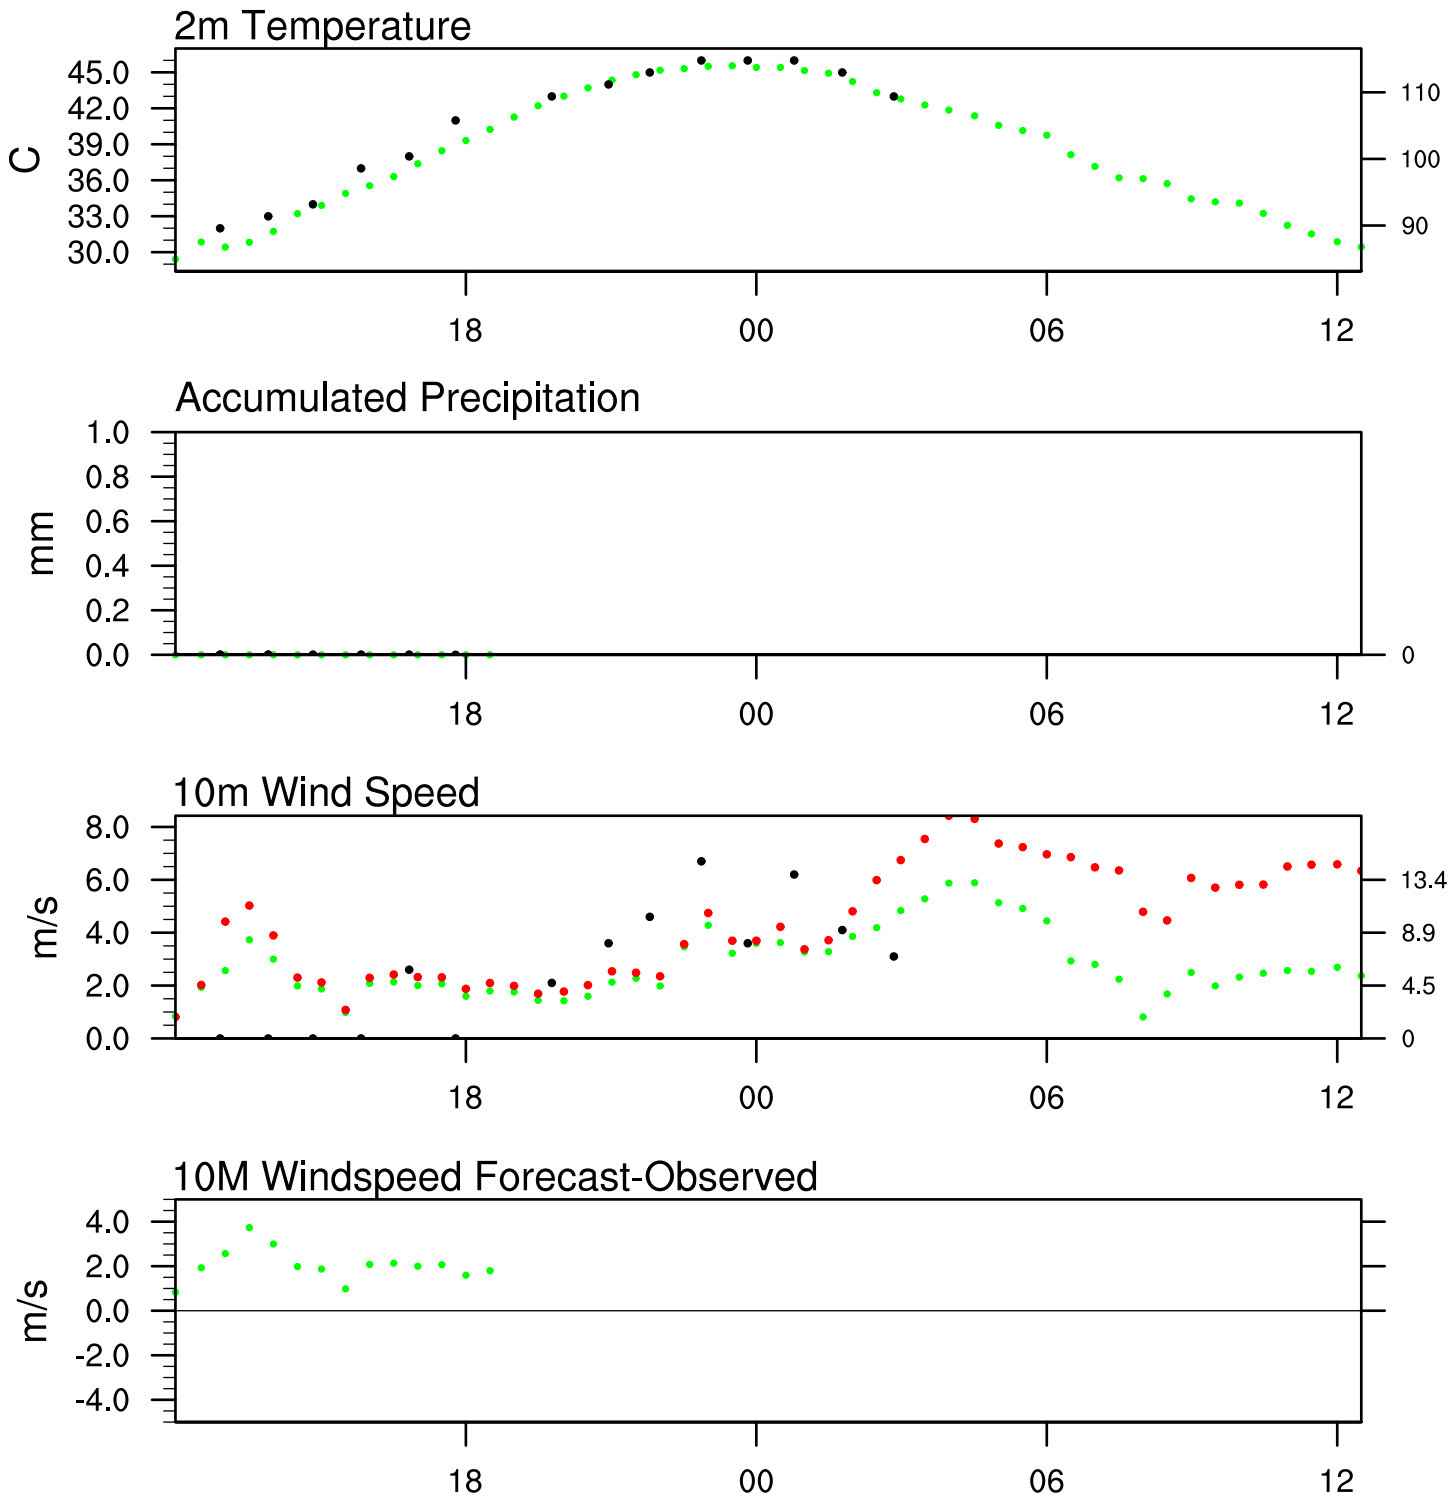 2m Temperature
45.0
42.0
39.0
36.0
33.0
30.0
C
110
100
90
18 00 06 12
Accumulated Precipitation
1.0
0.8
0.6
0.4
0.2
0.0
mm
0
18 00 06 12
10m Wind Speed
8.0
6.0
4.0
2.0
0.0
m/s
13.4
8.9
4.5
0
18 00 06 12
10M Windspeed Forecast-Observed
4.0
2.0
0.0
-2.0
-4.0
m/s
18 00 06 12